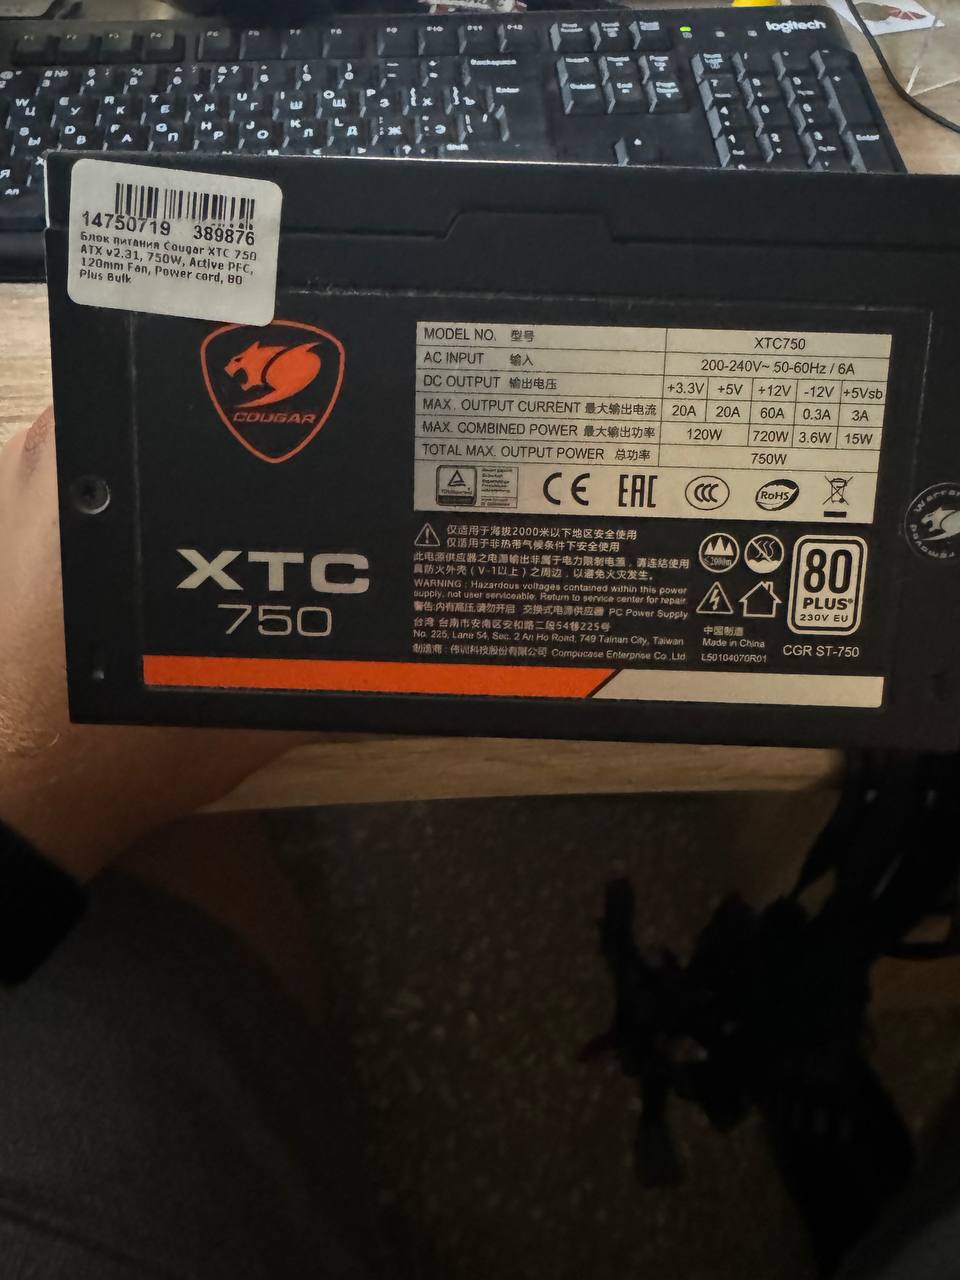 logitech
Backspace
Enter
Shift
14750719 389876
Блок питания Cougar XTC 750
ATX v2.31, 750W, Active PFC,
120mm Fan, Power cord, 80
Plus Bulk
COUGAR
XTC
750
MODEL NO. 型号 XTC750
AC INPUT 输入 200-240V~ 50-60Hz / 6A
DC OUTPUT 输出电压 +3.3V +5V +12V -12V +5Vsb
MAX. OUTPUT CURRENT 最大输出电流 20A 20A 60A 0.3A 3A
MAX. COMBINED POWER 最大输出功率 120W 720W 3.6W 15W
TOTAL MAX. OUTPUT POWER 总功率 750W
CE EAC CCC RoHS
仅适用于海拔2000米以下地区安全使用
仅适用于非热带气候条件下安全使用
此电源供应器之电源输出非属于电力限制电源，请连结使用
具防火外壳（V-1以上）之周边，以避免火灾发生。
WARNING : Hazardous voltages contained within this power
supply, not user serviceable. Return to service center for repair.
警告:内有高压,请勿开启 交换式电源供应器 PC Power Supply
台湾 台南市安南区安和路二段54巷225号
No. 225, Lane 54, Sec. 2 An Ho Road, 749 Tainan City, Taiwan
制造商：伟训科技股份有限公司 Compucase Enterprise Co.,Ltd
≤2000m
中国制造
Made in China
L50104070R01
80
PLUS
230V EU
CGR ST-750
Warran